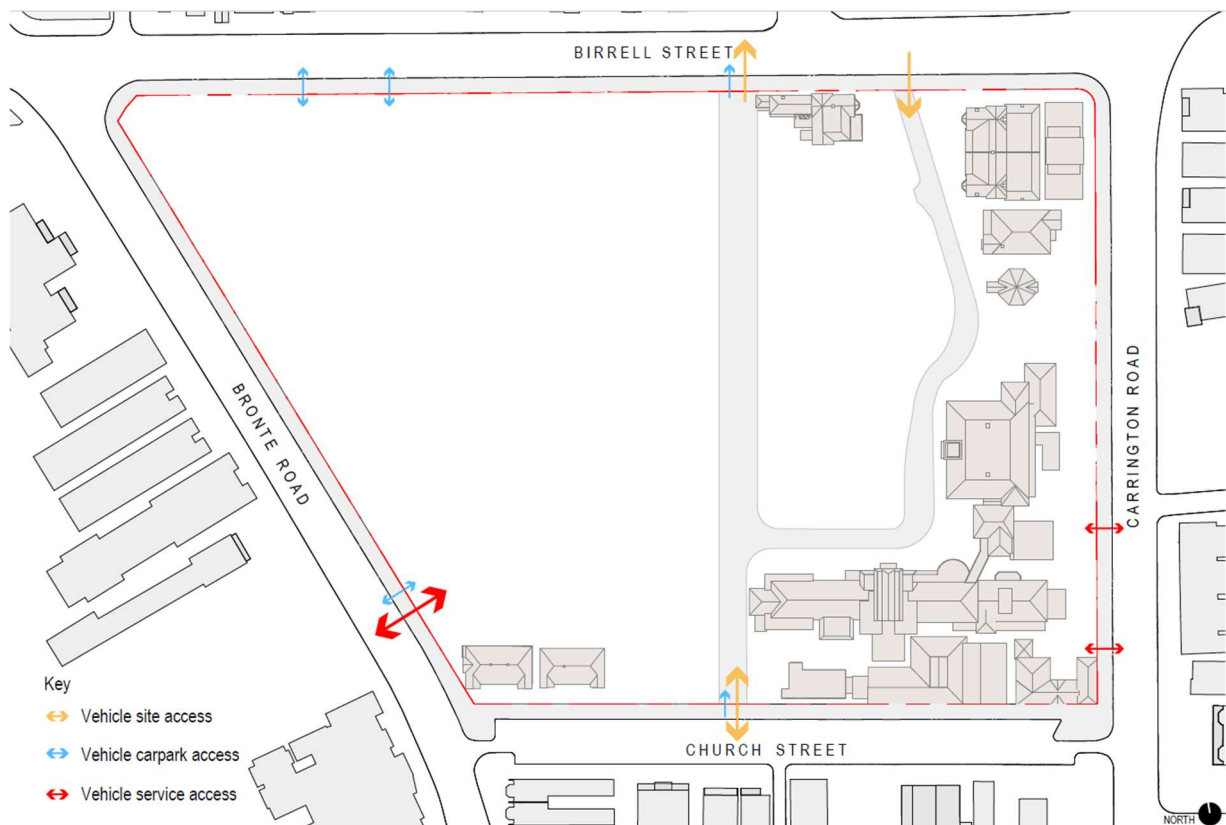 BIRRELL STREET
BRONTE ROAD
CARRINGTON ROAD
Key
Vehicle site access
Vehicle carpark access
Vehicle service access
CHURCH STREET
NORTH